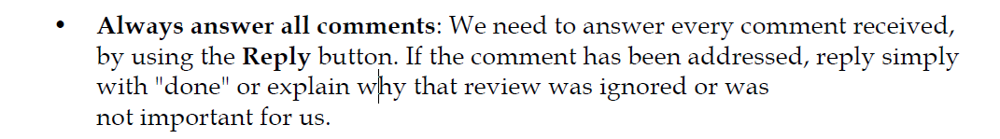 • Always answer all comments: We need to answer every comment received,
by using the Reply button. If the comment has been addressed, reply simply
with "done" or explain why that review was ignored or was
not important for us.